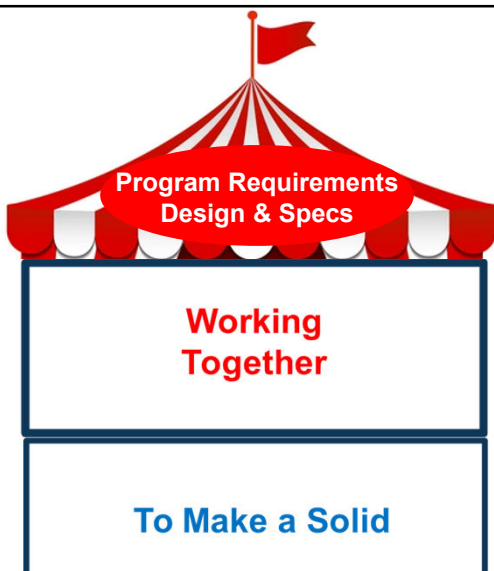 Program Requirements
Design & Specs
Working
Together
To Make a Solid